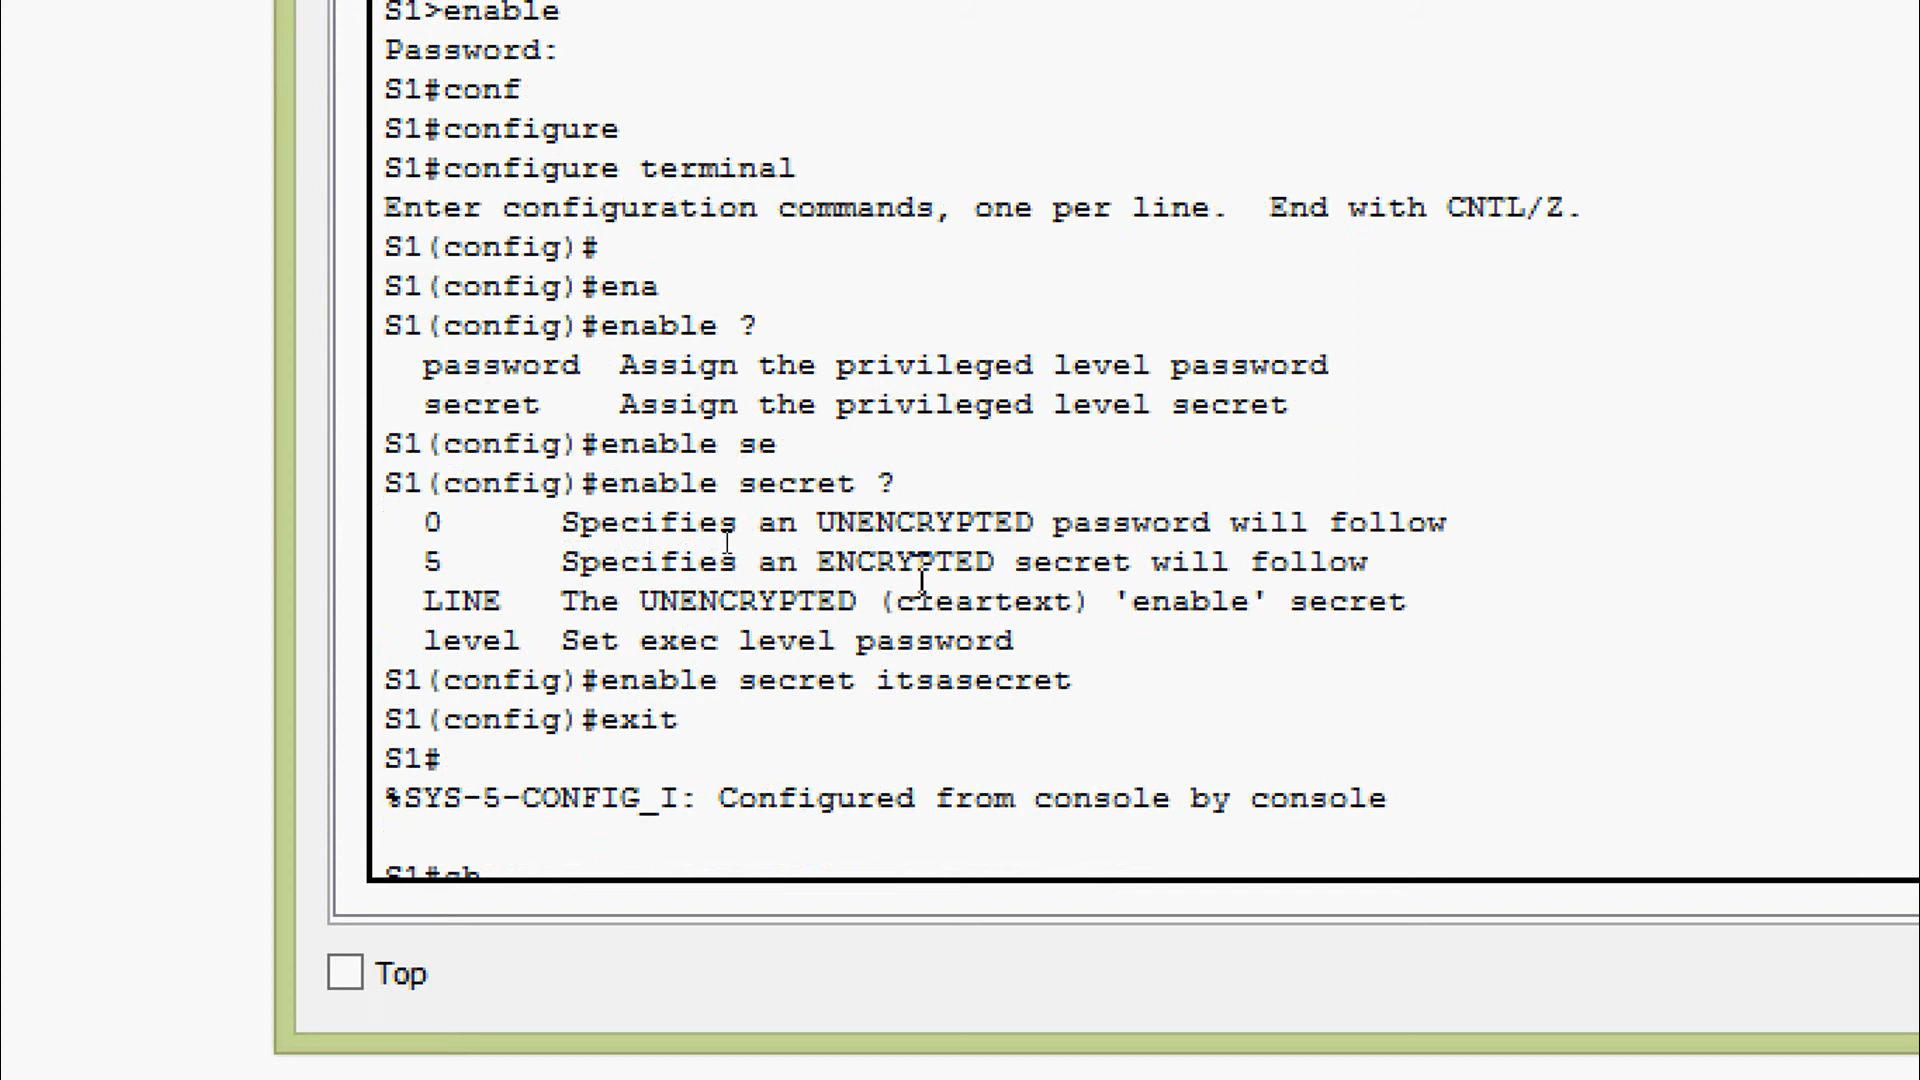 S1>enable
Password:
S1#conf
S1#configure
S1#configure terminal
Enter configuration commands, one per line.  End with CNTL/Z.
S1(config)#
S1(config)#ena
S1(config)#enable ?
  password  Assign the privileged level password
  secret    Assign the privileged level secret
S1(config)#enable se
S1(config)#enable secret ?
  0      Specifies an UNENCRYPTED password will follow
  5      Specifies an ENCRYPTED secret will follow
  LINE   The UNENCRYPTED (cleartext) 'enable' secret
  level  Set exec level password
S1(config)#enable secret itsasecret
S1(config)#exit
S1#
%SYS-5-CONFIG_I: Configured from console by console
S1#sh
Top